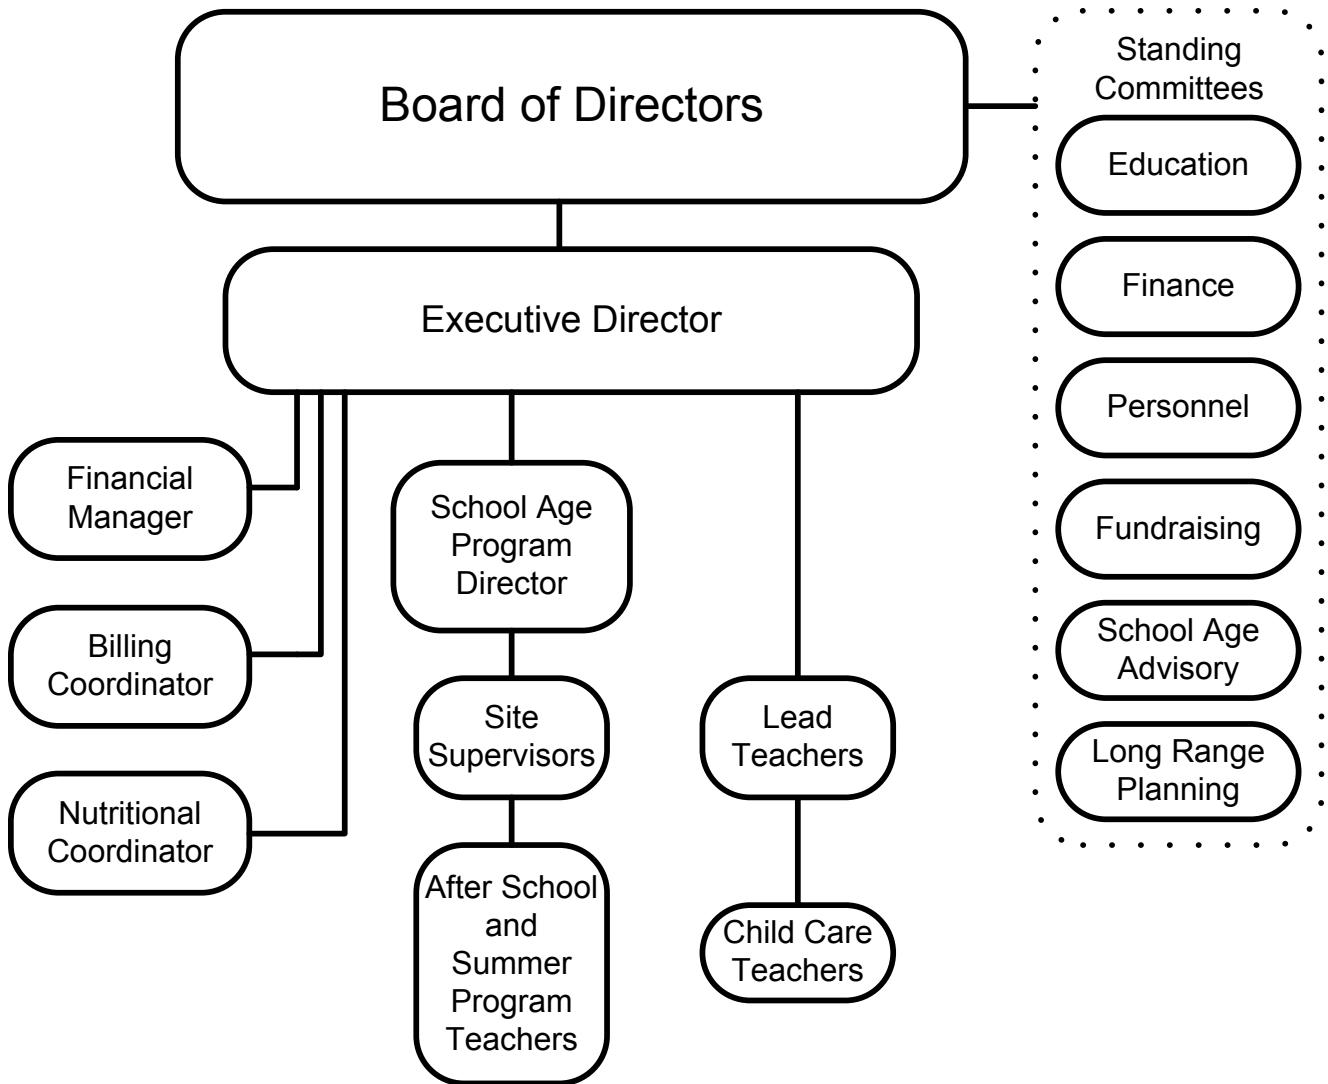 Board of Directors
Standing
Committees
Education
Finance
Personnel
Fundraising
School Age
Advisory
Long Range
Planning
Executive Director
Financial
Manager
Billing
Coordinator
Nutritional
Coordinator
School Age
Program
Director
Site
Supervisors
After School
and
Summer
Program
Teachers
Lead
Teachers
Child Care
Teachers